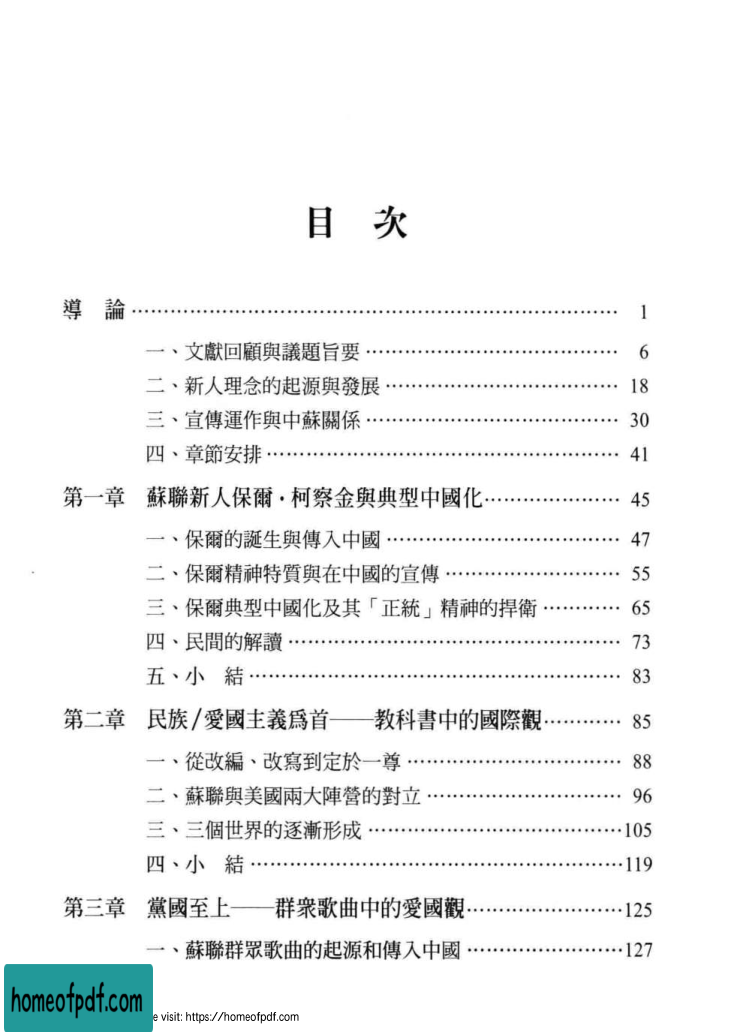 目　次
導　論………………………………………………………… 1
一、文獻回顧與議題旨要………………………………… 6
二、新人理念的起源與發展……………………………… 18
三、宣傳運作與中蘇關係………………………………… 30
四、章節安排……………………………………………… 41
第一章　蘇聯新人保爾·柯察金與典型中國化………………… 45
一、保爾的誕生與傳入中國……………………………… 47
二、保爾精神特質與在中國的宣傳……………………… 55
三、保爾典型中國化及其「正統」精神的捍衛………… 65
四、民間的解讀…………………………………………… 73
五、小　結………………………………………………… 83
第二章　民族/愛國主義爲首——教科書中的國際觀………… 85
一、從改編、改寫到定於一尊…………………………… 88
二、蘇聯與美國兩大陣營的對立………………………… 96
三、三個世界的逐漸形成…………………………………105
四、小　結…………………………………………………119
第三章　黨國至上——群衆歌曲中的愛國觀……………………125
一、蘇聯群眾歌曲的起源和傳入中國……………………127
homeofpdf.com
e visit: https://homeofpdf.com